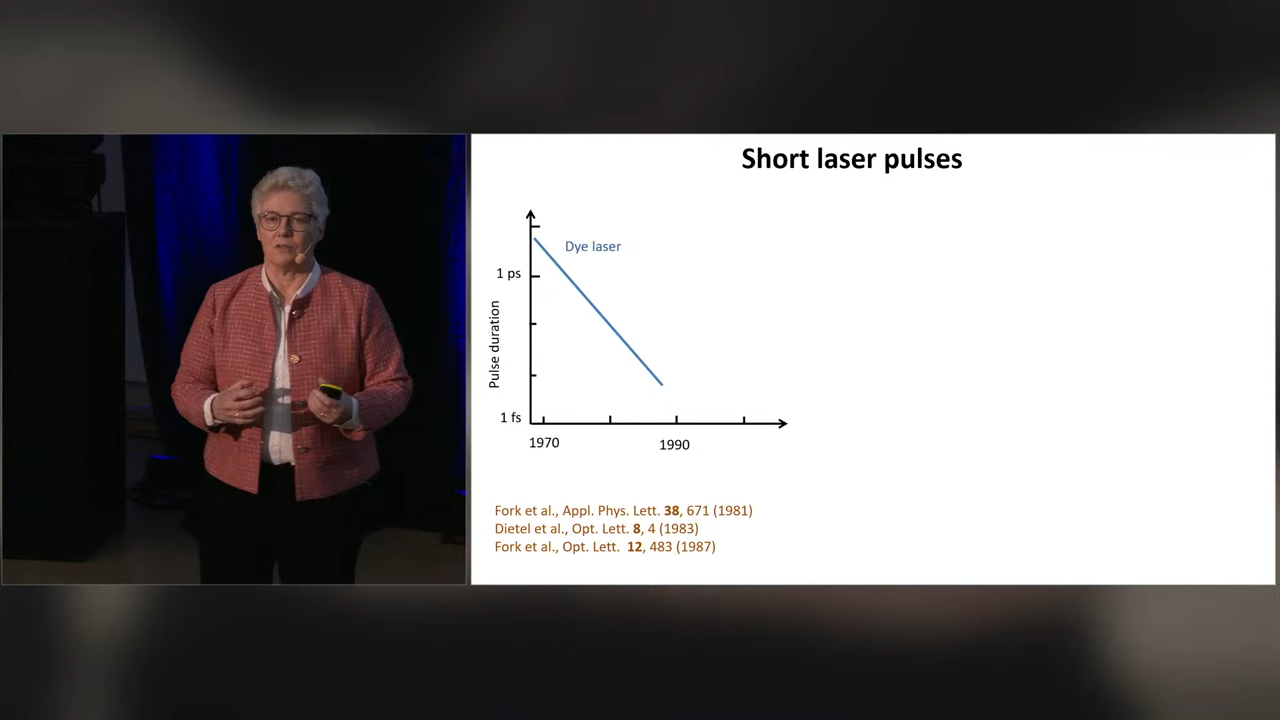 Short laser pulses
Dye laser
1 ps
Pulse duration
1 fs
1970
1990
Fork et al., Appl. Phys. Lett. 38, 671 (1981)
Dietel et al., Opt. Lett. 8, 4 (1983)
Fork et al., Opt. Lett. 12, 483 (1987)